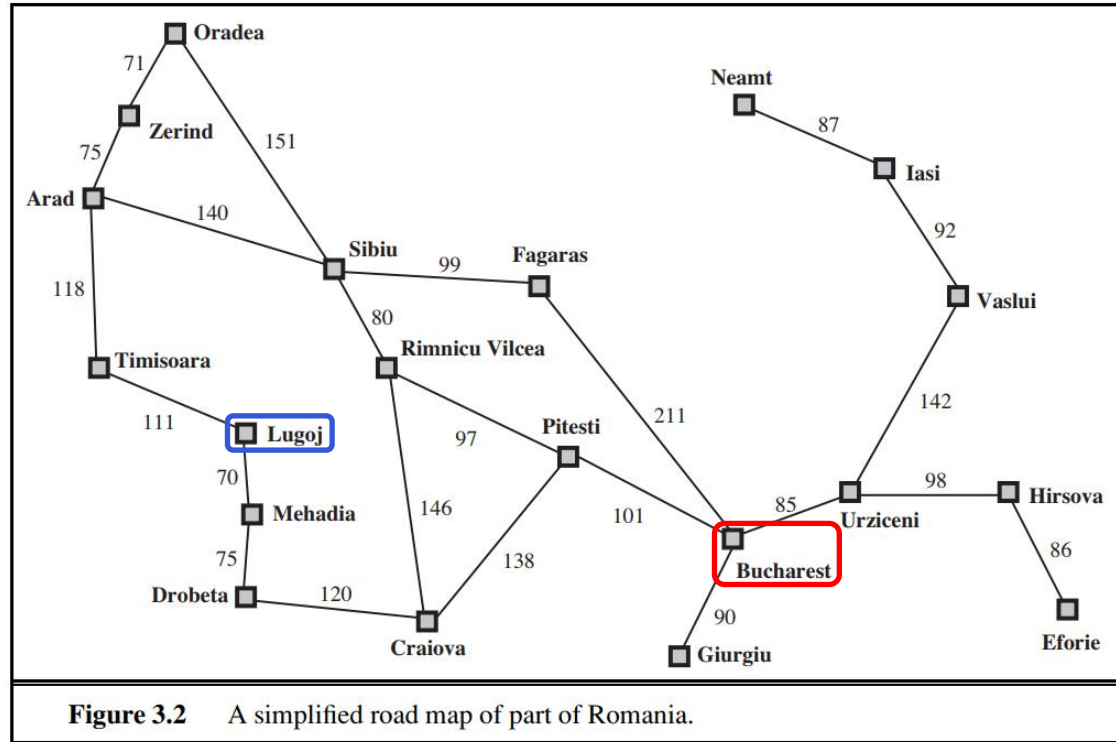 Oradea
71
Neamt
87
Zerind
151
75
Iasi
Arad
140
92
Sibiu
Fagaras
99
118
Vaslui
80
Timisoara
Rimnicu Vilcea
142
111
211
Lugoj
Pitesti
97
70
98
Hirsova
Mehadia
146
101
85
Urziceni
86
75
138
Bucharest
Drobeta
120
90
Craiova
Giurgiu
Eforie
Figure 3.2 A simplified road map of part of Romania.